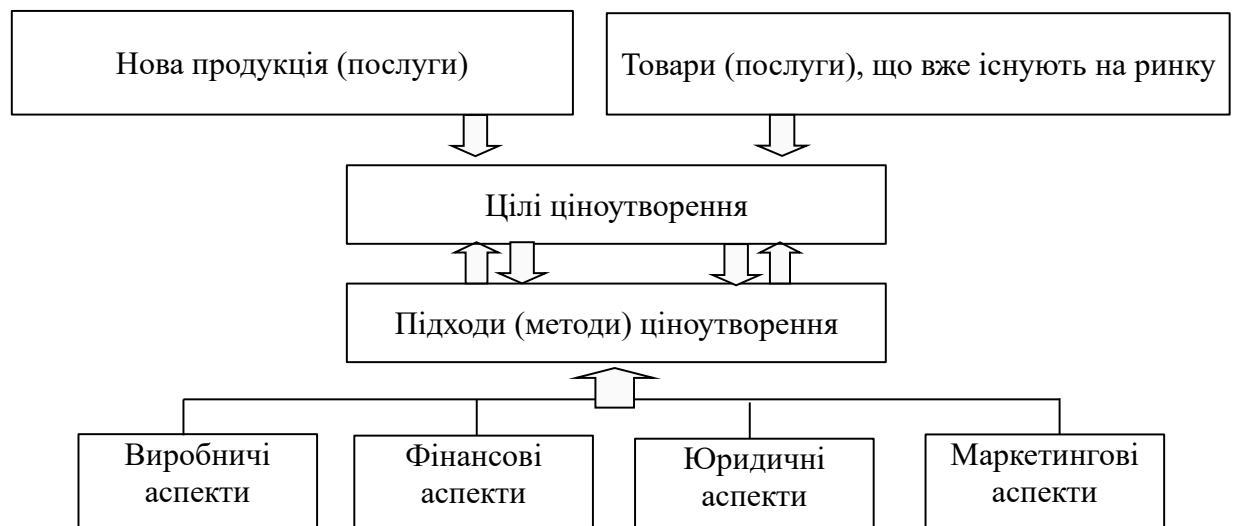 Нова продукція (послуги)
Товари (послуги), що вже існують на ринку
Цілі ціноутворення
Підходи (методи) ціноутворення
Виробничі
аспекти
Фінансові
аспекти
Юридичні
аспекти
Маркетингові
аспекти